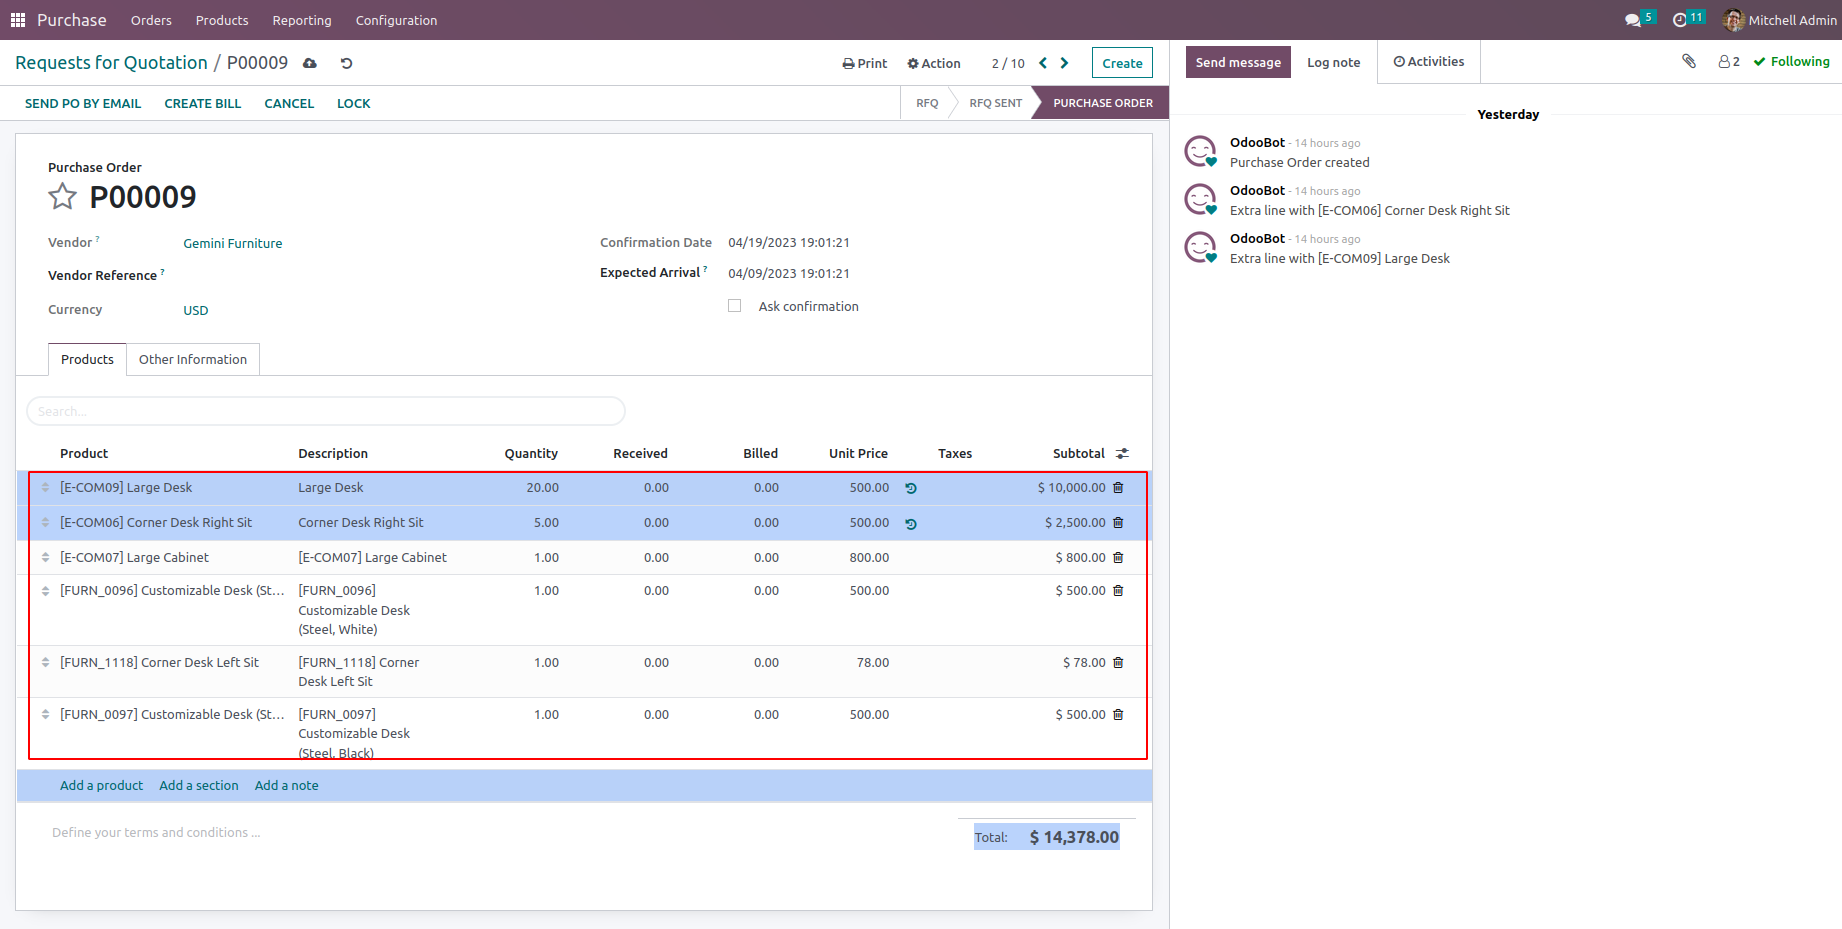 Purchase Orders Products Reporting Configuration 5 11 Mitchell Admin
Requests for Quotation / P00009 Print Action 2 / 10 Create
Send message Log note Activities 2 Following
SEND PO BY EMAIL CREATE BILL CANCEL LOCK RFQ RFQ SENT PURCHASE ORDER
Yesterday
OdooBot - 14 hours ago
Purchase Order created
OdooBot - 14 hours ago
Extra line with [E-COM06] Corner Desk Right Sit
OdooBot - 14 hours ago
Extra line with [E-COM09] Large Desk
Purchase Order
P00009
Vendor ? Gemini Furniture Confirmation Date 04/19/2023 19:01:21
Vendor Reference ? Expected Arrival ? 04/09/2023 19:01:21
Currency USD Ask confirmation
Products Other Information
Search...
Product Description Quantity Received Billed Unit Price Taxes Subtotal
[E-COM09] Large Desk Large Desk 20.00 0.00 0.00 500.00 $ 10,000.00
[E-COM06] Corner Desk Right Sit Corner Desk Right Sit 5.00 0.00 0.00 500.00 $ 2,500.00
[E-COM07] Large Cabinet [E-COM07] Large Cabinet 1.00 0.00 0.00 800.00 $ 800.00
[FURN_0096] Customizable Desk (St... [FURN_0096] 1.00 0.00 0.00 500.00 $ 500.00
Customizable Desk
(Steel, White)
[FURN_1118] Corner Desk Left Sit [FURN_1118] Corner 1.00 0.00 0.00 78.00 $ 78.00
Desk Left Sit
[FURN_0097] Customizable Desk (St... [FURN_0097] 1.00 0.00 0.00 500.00 $ 500.00
Customizable Desk
(Steel, Black)
Add a product Add a section Add a note
Define your terms and conditions ... Total: $ 14,378.00